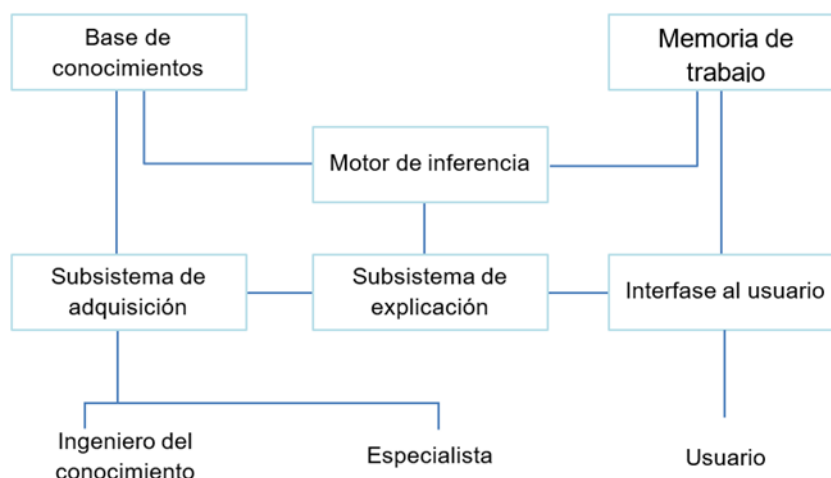 Base de
conocimientos
Memoria de
trabajo
Motor de inferencia
Subsistema de
adquisición
Subsistema de
explicación
Interfase al usuario
Ingeniero del
conocimiento
Especialista
Usuario